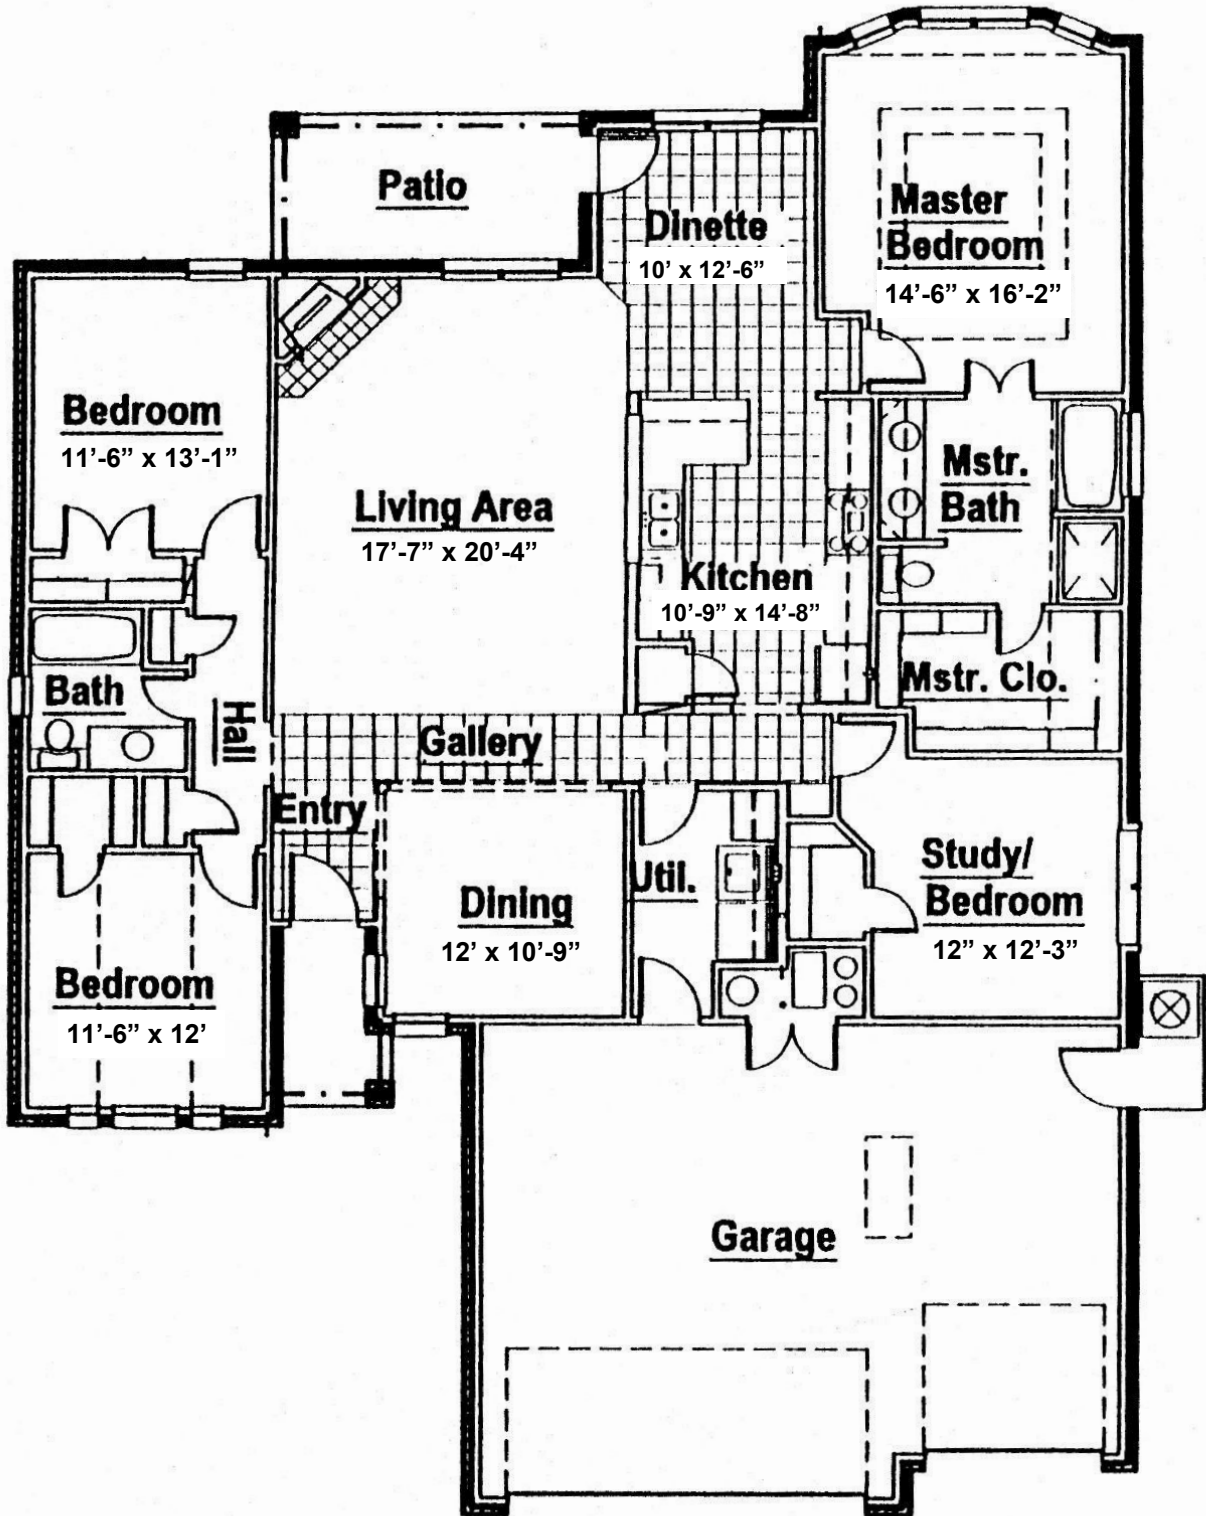 Patio
Dinette
10' x 12'-6”
Master
Bedroom
14'-6” x 16'-2”
Bedroom
11'-6” x 13'-1”
Living Area
17'-7” x 20'-4”
Mstr.
Bath
Kitchen
10'-9” x 14'-8”
Mstr. Clo.
Bath
Hall
Gallery
Entry
Dining
12' x 10'-9”
Util.
Study/
Bedroom
12” x 12'-3”
Bedroom
11'-6” x 12'
Garage